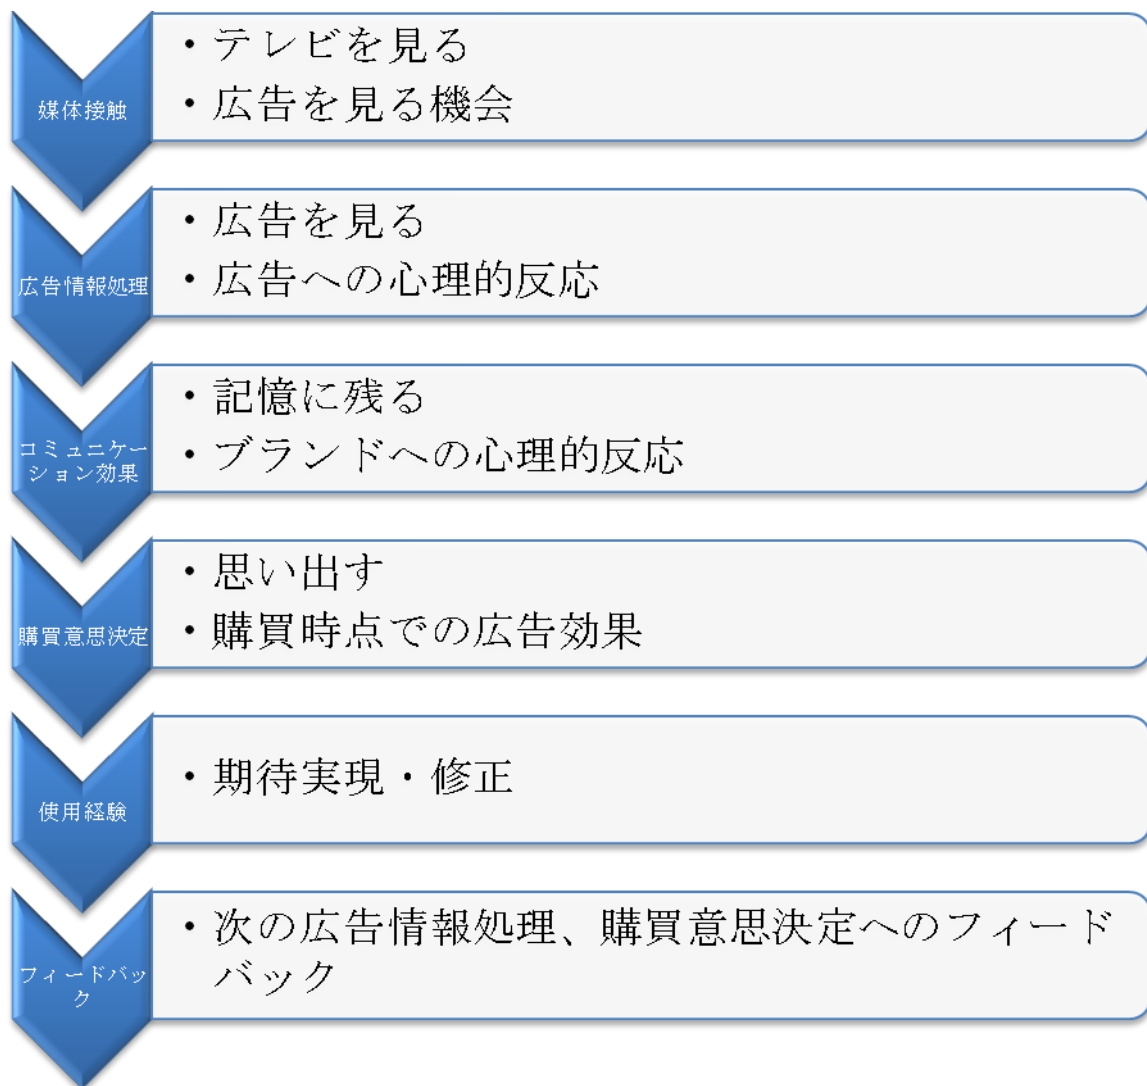 媒体接触
・テレビを見る
・広告を見る機会
広告情報処理
・広告を見る
・広告への心理的反応
コミュニケー
ション効果
・記憶に残る
・ブランドへの心理的反応
購買意思決定
・思い出す
・購買時点での広告効果
使用経験
・期待実現・修正
フィードバッ
ク
・次の広告情報処理、購買意思決定へのフィード
バック